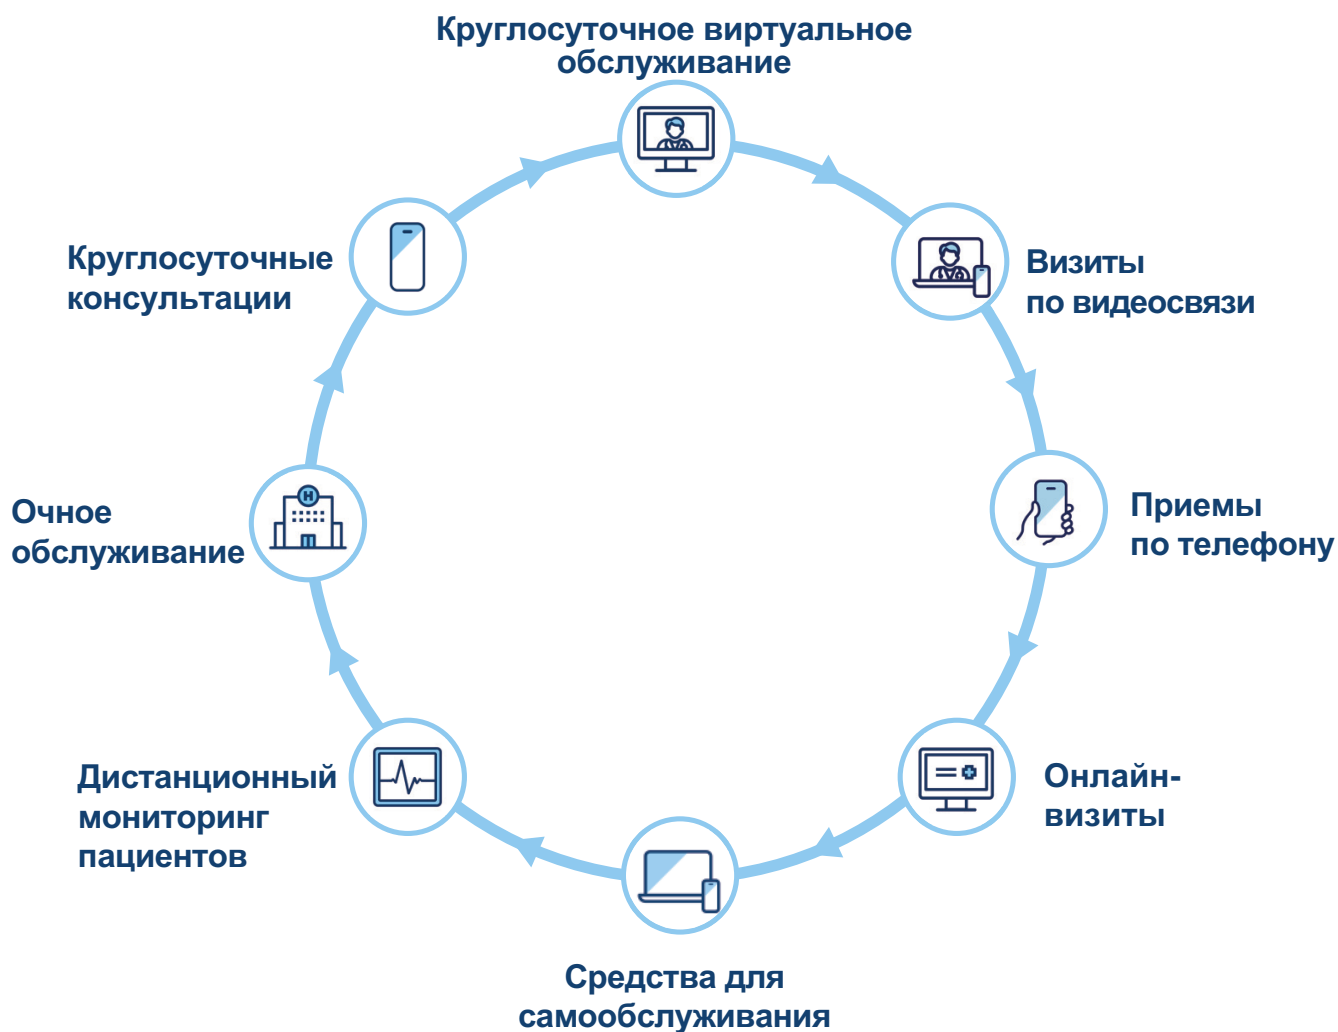 Круглосуточное виртуальное
обслуживание
Круглосуточные
консультации
Визиты
по видеосвязи
Очное
обслуживание
Приемы
по телефону
Дистанционный
мониторинг
пациентов
Онлайн-
визиты
Средства для
самообслуживания
H